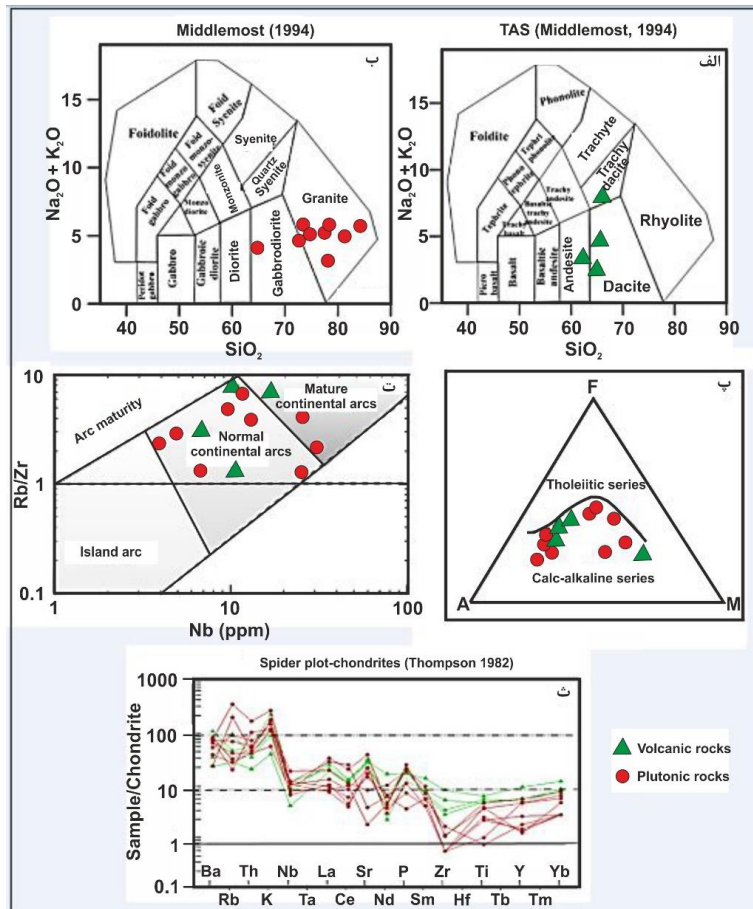 Middlemost (1994)
ب
Na₂O + K₂O
15
10
5
0
Foidolite
Foid Syenite
Foid monzo-syenite
Foid monzo gabbro
Foid gabbro
Syenite
Quartz Syenite
Monzonite
Monzo diorite
Granite
Peridot gabbro
Gabbro
Gabbroic diorite
Diorite
Gabbrodiorite
40 50 60 70 80 90
SiO₂
TAS (Middlemost, 1994)
الف
Na₂O + K₂O
15
10
5
0
Foidite
Phonolite
Tephri phonolite
Phono tephrite
Tephrite
Trachyte
Trachy dacite
Trachy andesite
Basaltic trachy andesite
Trachy basalt
Rhyolite
Picro basalt
Basalt
Basaltic andesite
Andesite
Dacite
40 50 60 70 80 90
SiO₂
ت
Rb/Zr
10
1
0.1
Arc maturity
Mature continental arcs
Normal continental arcs
Island arc
1 10 100
Nb (ppm)
پ
F
Tholeiitic series
Calc-alkaline series
A M
Spider plot-chondrites (Thompson 1982)
ث
Sample/Chondrite
1000
100
10
1
0.1
Ba Th Nb La Sr P Zr Ti Y Yb
Rb K Ta Ce Nd Sm Hf Tb Tm
Volcanic rocks
Plutonic rocks